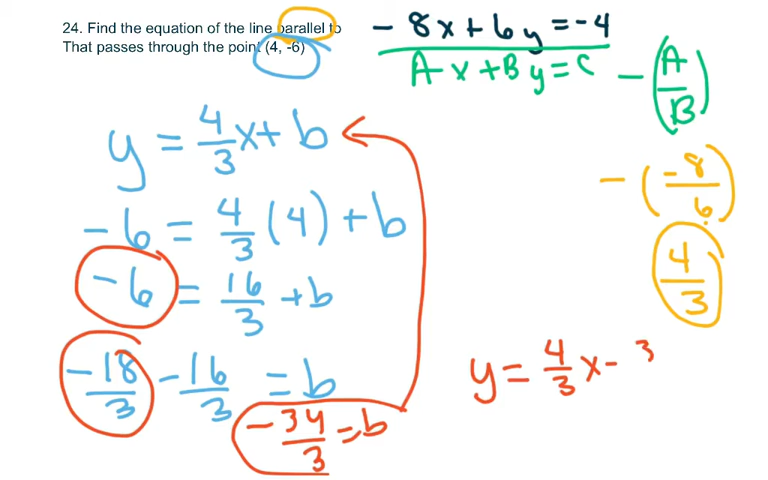 24. Find the equation of the line parallel to
-8x+6y=-4
That passes through the point (4, -6)
Ax+By=C
-(A/B)
y = 4/3x+b
-(-8/6)
-6 = 4/3(4)+b
4/3
-6 = 16/3+b
-18/3-16/3=b
y=4/3x-3
-34/3=b